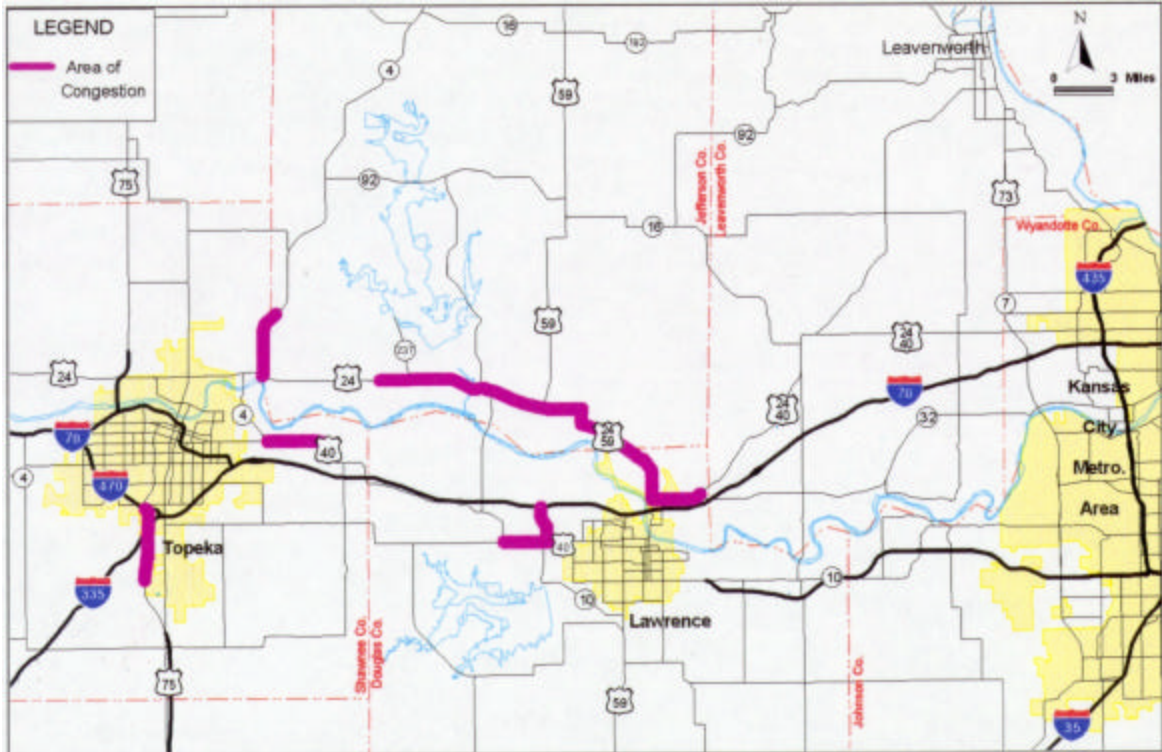 LEGEND
Area of
Congestion
N
0 3 Miles
16
192
4
Leavenworth
59
92
75
92
Jefferson Co.
Leavenworth Co.
73
16
Wyandotte Co.
435
7
59
237
24
40
24
24
70
Kansas
4
24
40
32
City
24
59
70
40
Metro.
4
470
Area
40
Topeka
10
335
10
Lawrence
Shawnee Co.
Douglas Co.
75
59
Johnson Co.
35